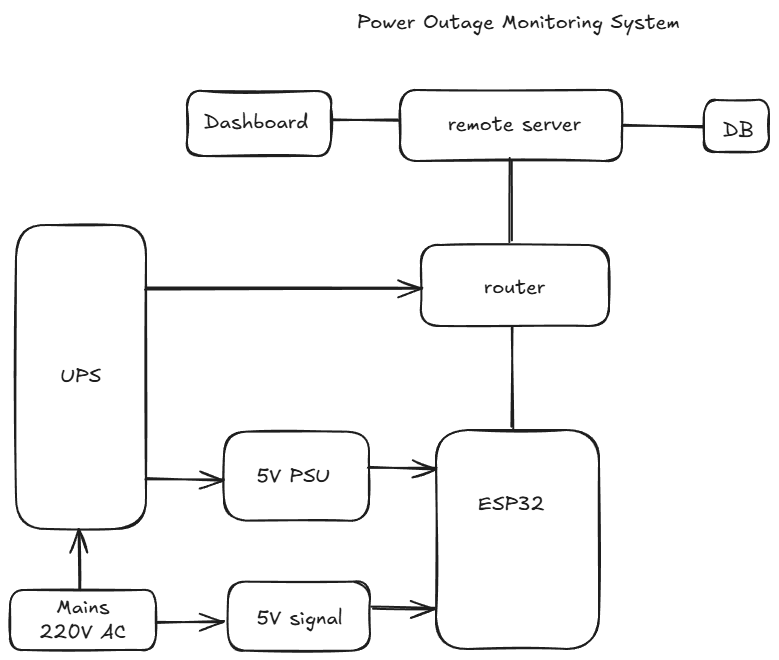 Power Outage Monitoring System
Dashboard
remote server
DB
router
UPS
5V PSU
ESP32
Mains
220V AC
5V signal